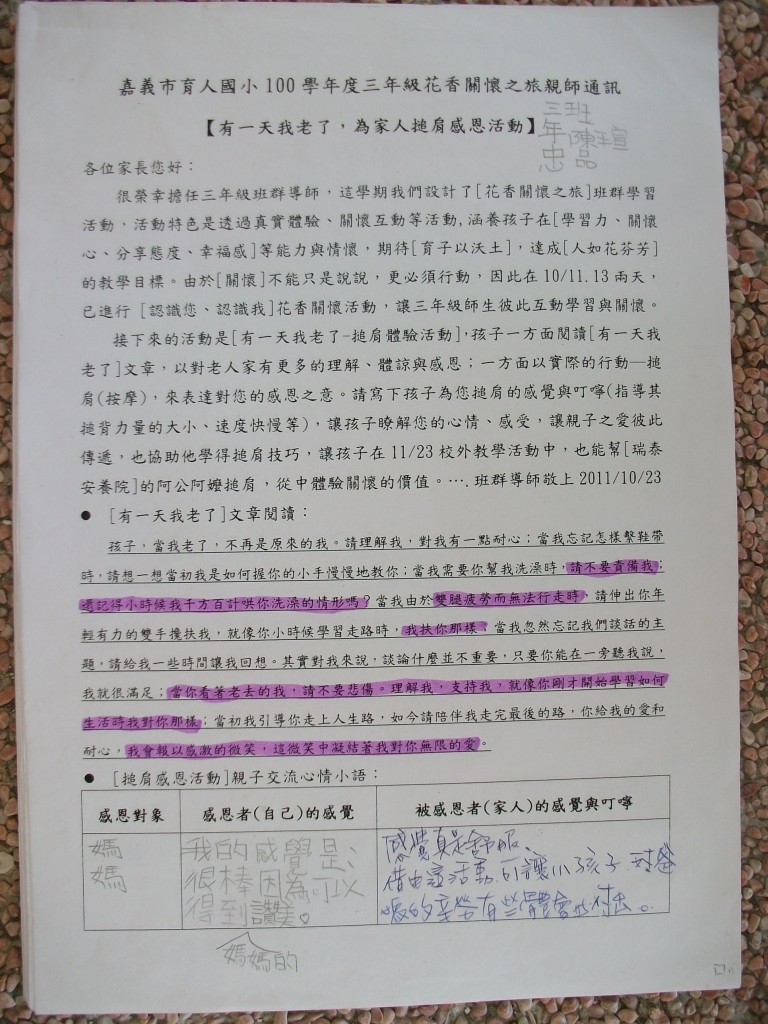 嘉義市育人國小100學年度三年級花香關懷之旅親師通訊
【有一天我老了，為家人搥肩感恩活動】
三年忠班
陳品瑄
各位家長您好：
很榮幸擔任三年級班群導師，這學期我們設計了[花香關懷之旅]班群學習
活動，活動特色是透過真實體驗、關懷互動等活動,涵養孩子在[學習力、關懷
心、分享態度、幸福感]等能力與情懷，期待[育子以沃土]，達成[人如花芬芳]
的教學目標。由於[關懷]不能只是說說，更必須行動，因此在10/11.13兩天，
已進行 [認識您、認識我]花香關懷活動，讓三年級師生彼此互動學習與關懷。
接下來的活動是[有一天我老了-搥肩體驗活動],孩子一方面閱讀[有一天我
老了]文章，以對老人家有更多的理解、體諒與感恩；一方面以實際的行動—搥
肩(按摩)，來表達對您的感恩之意。請寫下孩子為您搥肩的感覺與叮嚀(指導其
搥背力量的大小、速度快慢等)，讓孩子瞭解您的心情、感受，讓親子之愛彼此
傳遞，也協助他學得搥肩技巧，讓孩子在11/23校外教學活動中，也能幫[瑞泰
安養院]的阿公阿嬤搥肩，從中體驗關懷的價值。….班群導師敬上2011/10/23
● [有一天我老了]文章閱讀：
孩子，當我老了，不再是原來的我。請理解我，對我有一點耐心；當我忘記怎樣繫鞋帶
時，請想一想當初我是如何握你的小手慢慢地教你；當我需要你幫我洗澡時，請不要責備我；
還記得小時候我千方百計哄你洗澡的情形嗎？當我由於雙腿疲勞而無法行走時，請伸出你年
輕有力的雙手攙扶我，就像你小時候學習走路時，我扶你那樣；當我忽然忘記我們談話的主
題，請給我一些時間讓我回想。其實對我來說，談論什麼並不重要，只要你能在一旁聽我說，
我就很滿足；當你看著老去的我，請不要悲傷。理解我，支持我，就像你剛才開始學習如何
生活時我對你那樣；當初我引導你走上人生路，如今請陪伴我走完最後的路，你給我的愛和
耐心，我會報以感激的微笑，這微笑中凝結著我對你無限的愛。
● [搥肩感恩活動]親子交流心情小語：
感恩對象 感恩者(自己)的感覺 被感恩者(家人)的感覺與叮嚀
媽媽
我的感覺是、
很棒因為可以
得到讚美。
媽媽的
感覺真是舒服、
借由這活動可讓小孩子對爸
媽的辛勞有些體會也付出。